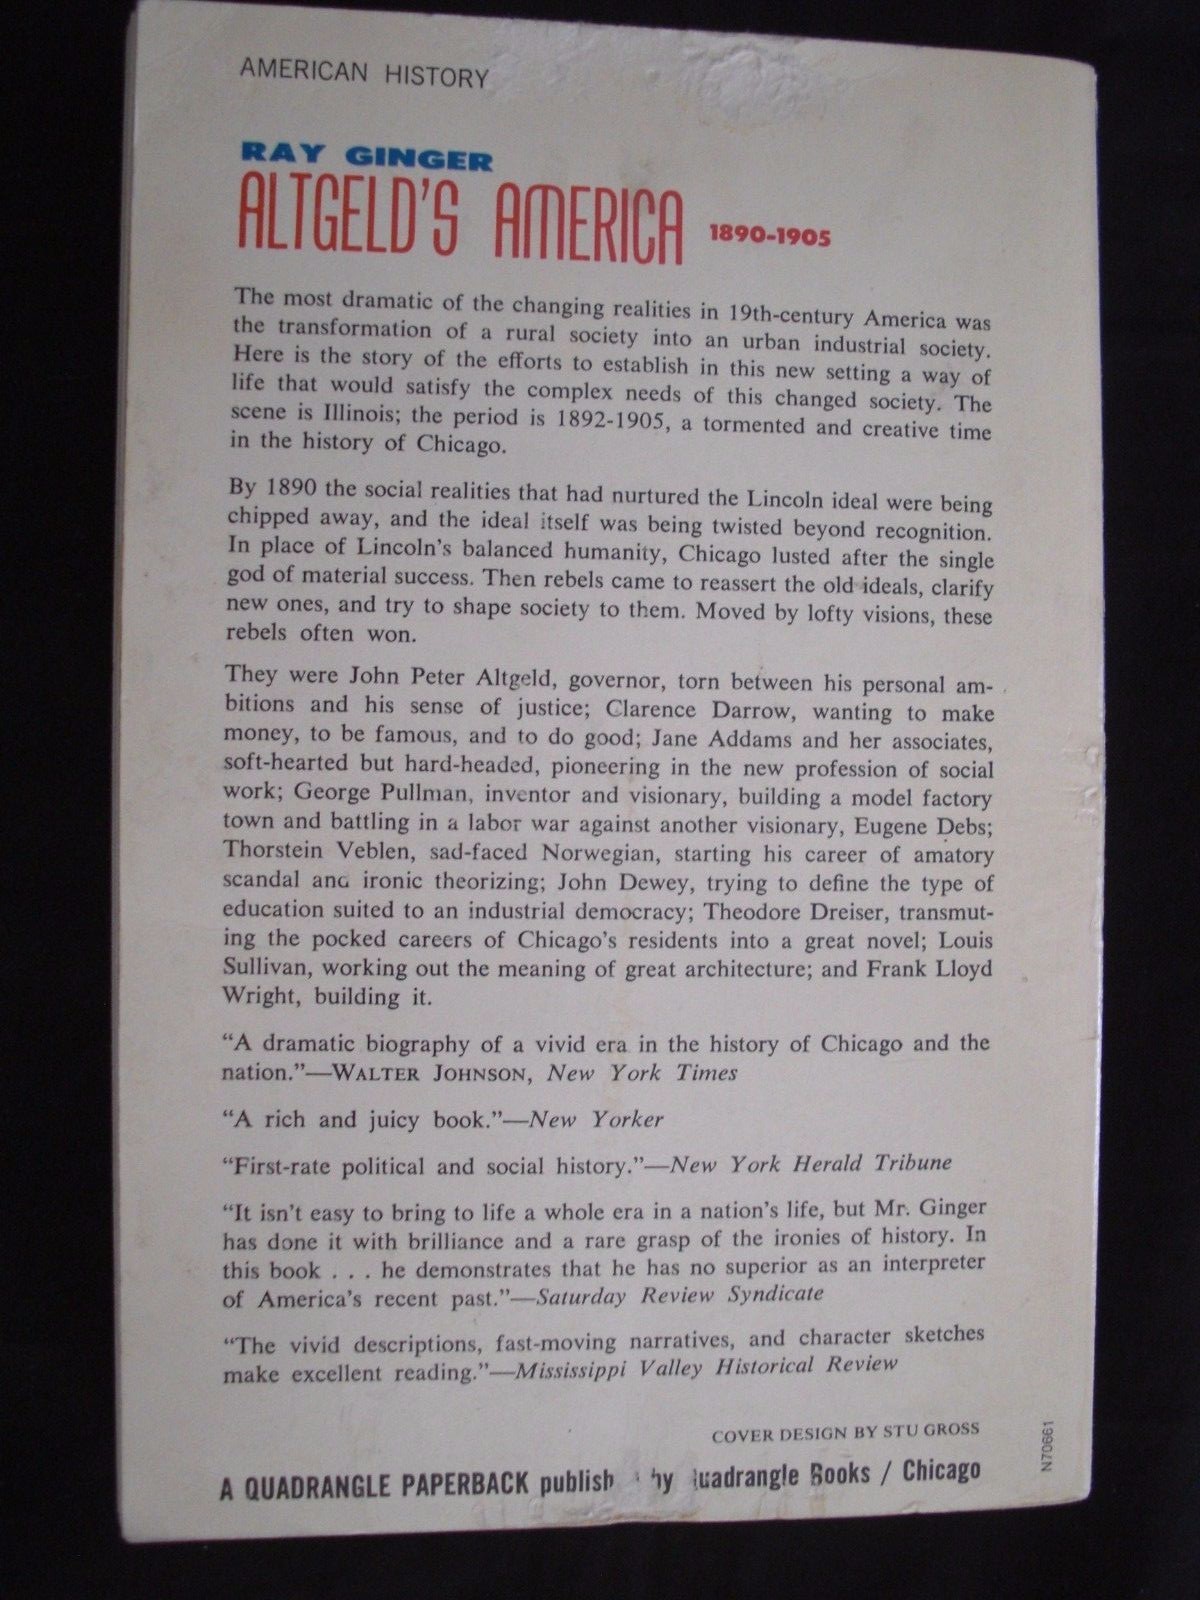 AMERICAN HISTORY
RAY GINGER
ALTGELD'S AMERICA 1890-1905
The most dramatic of the changing realities in 19th-century America was
the transformation of a rural society into an urban industrial society.
Here is the story of the efforts to establish in this new setting a way of
life that would satisfy the complex needs of this changed society. The
scene is Illinois; the period is 1892-1905, a tormented and creative time
in the history of Chicago.
By 1890 the social realities that had nurtured the Lincoln ideal were being
chipped away, and the ideal itself was being twisted beyond recognition.
In place of Lincoln's balanced humanity, Chicago lusted after the single
god of material success. Then rebels came to reassert the old ideals, clarify
new ones, and try to shape society to them. Moved by lofty visions, these
rebels often won.
They were John Peter Altgeld, governor, torn between his personal am-
bitions and his sense of justice; Clarence Darrow, wanting to make
money, to be famous, and to do good; Jane Addams and her associates,
soft-hearted but hard-headed, pioneering in the new profession of social
work; George Pullman, inventor and visionary, building a model factory
town and battling in a labor war against another visionary, Eugene Debs;
Thorstein Veblen, sad-faced Norwegian, starting his career of amatory
scandal and ironic theorizing; John Dewey, trying to define the type of
education suited to an industrial democracy; Theodore Dreiser, transmut-
ing the pocked careers of Chicago's residents into a great novel; Louis
Sullivan, working out the meaning of great architecture; and Frank Lloyd
Wright, building it.
“A dramatic biography of a vivid era in the history of Chicago and the
nation.”—WALTER JOHNSON, New York Times
“A rich and juicy book.”—New Yorker
“First-rate political and social history.”—New York Herald Tribune
“It isn't easy to bring to life a whole era in a nation's life, but Mr. Ginger
has done it with brilliance and a rare grasp of the ironies of history. In
this book . . . he demonstrates that he has no superior as an interpreter
of America's recent past.”—Saturday Review Syndicate
“The vivid descriptions, fast-moving narratives, and character sketches
make excellent reading.”—Mississippi Valley Historical Review
COVER DESIGN BY STU GROSS
N70661
A QUADRANGLE PAPERBACK publish by uadrangle Books / Chicago